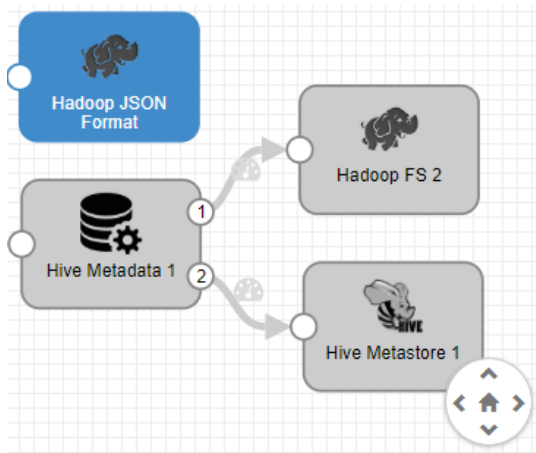 Hadoop JSON
Format
Hadoop FS 2
1
Hive Metadata 1
2
HIVE
Hive Metastore 1